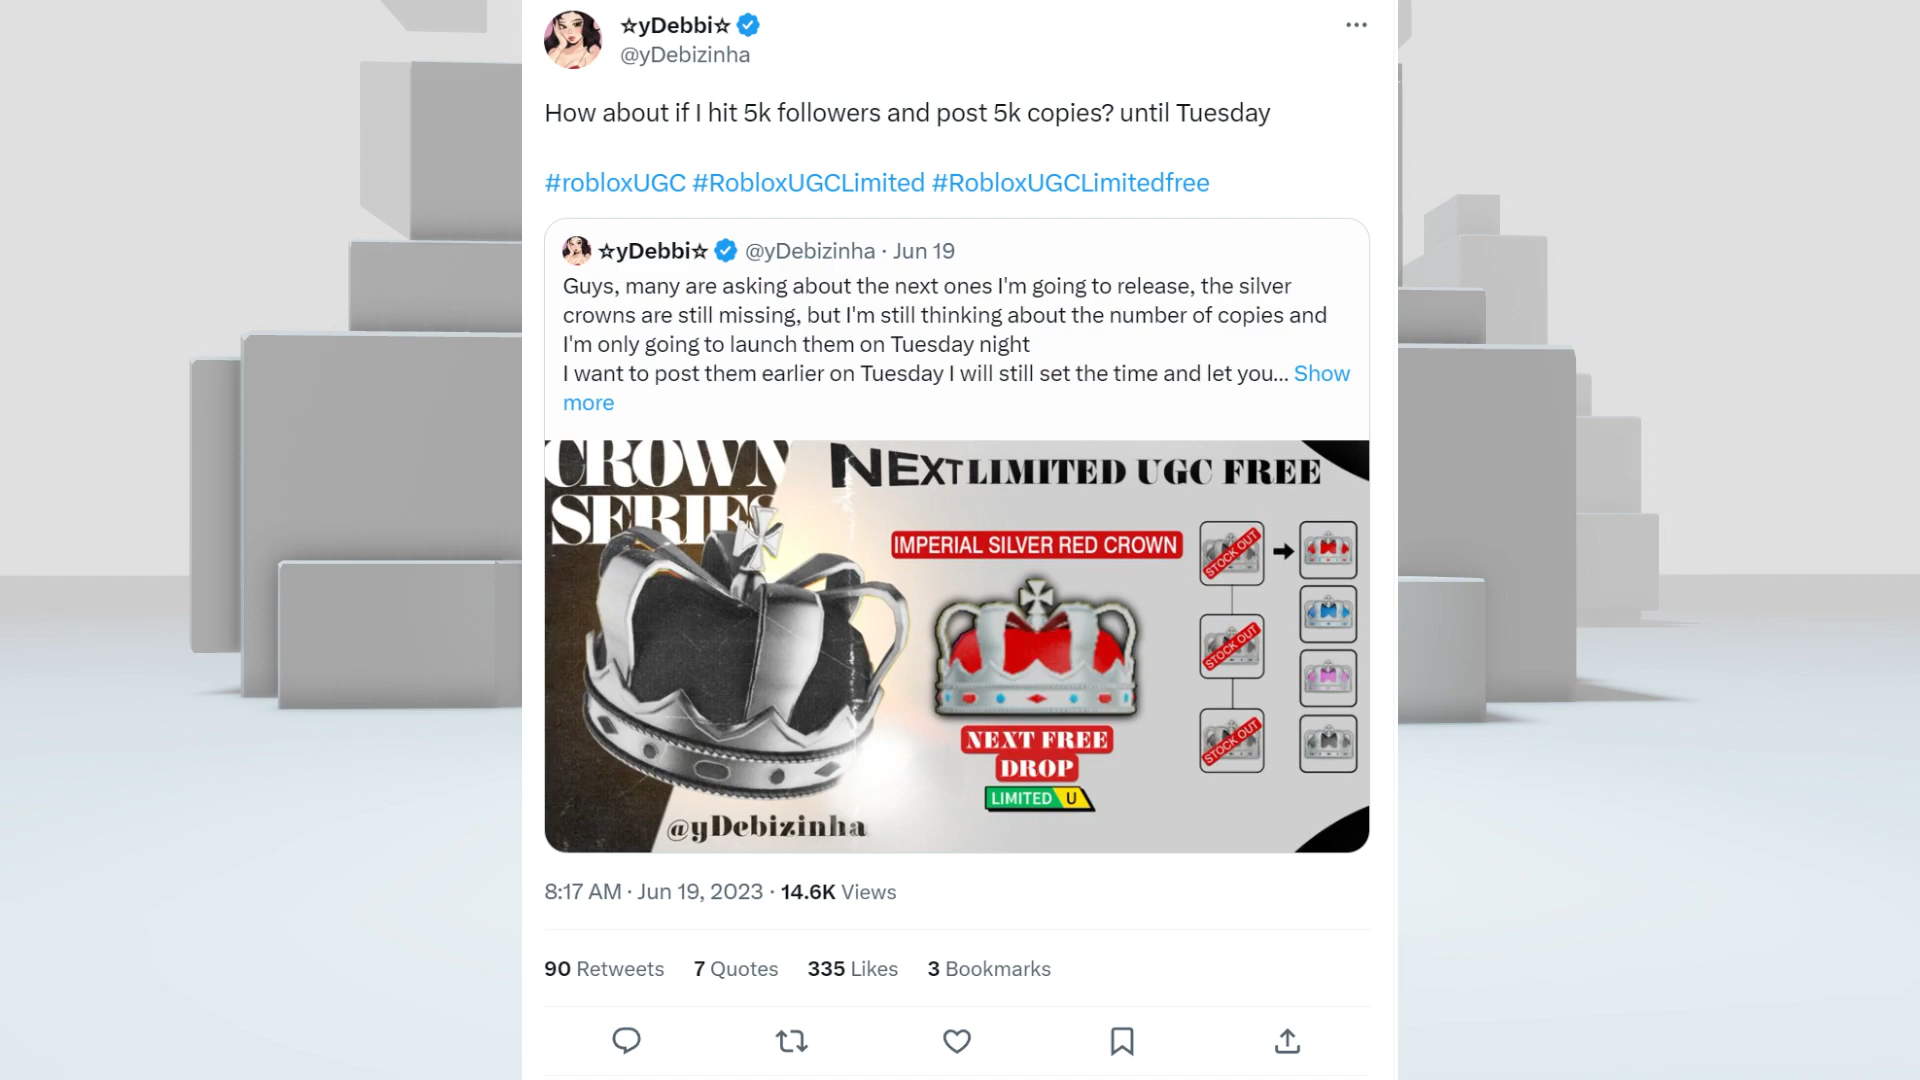 ☆yDebbi☆
@yDebizinha
How about if I hit 5k followers and post 5k copies? until Tuesday
#robloxUGC #RobloxUGCLimited #RobloxUGCLimitedfree
☆yDebbi☆ @yDebizinha · Jun 19
Guys, many are asking about the next ones I'm going to release, the silver
crowns are still missing, but I'm still thinking about the number of copies and
I'm only going to launch them on Tuesday night
I want to post them earlier on Tuesday I will still set the time and let you... Show
more
CROWN
SERIES
NEXT LIMITED UGC FREE
IMPERIAL SILVER RED CROWN
STOCK OUT
STOCK OUT
STOCK OUT
NEXT FREE
DROP
LIMITED U
@yDebizinha
8:17 AM · Jun 19, 2023 · 14.6K Views
90 Retweets 7 Quotes 335 Likes 3 Bookmarks